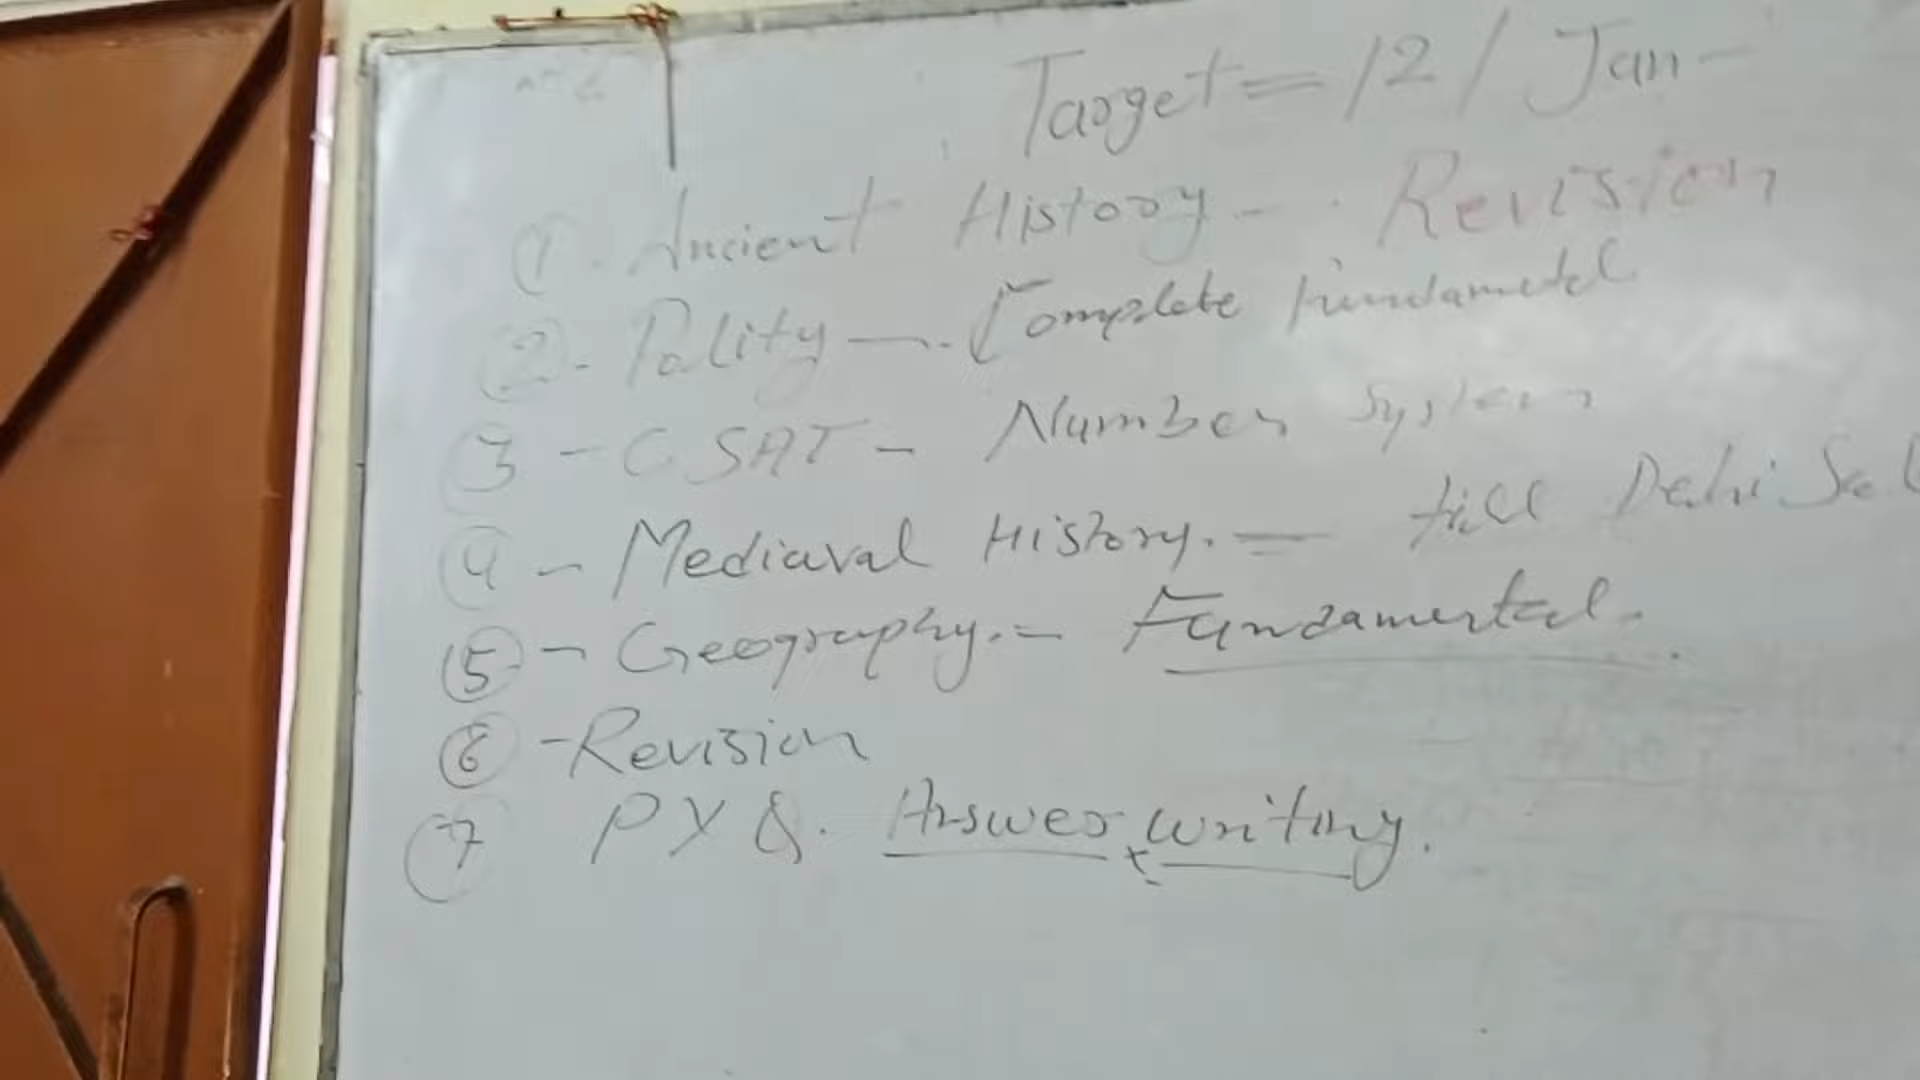 Target = 12 / Jan -
① - Ancient History - Revision
② - Polity - Complete Fundametal
③ - CSAT - Number System
④ - Mediaval History. = till Delhi
⑤ - Geography. = Fundamental.
⑥ - Revision
⑦ PYQ. Answer writing.